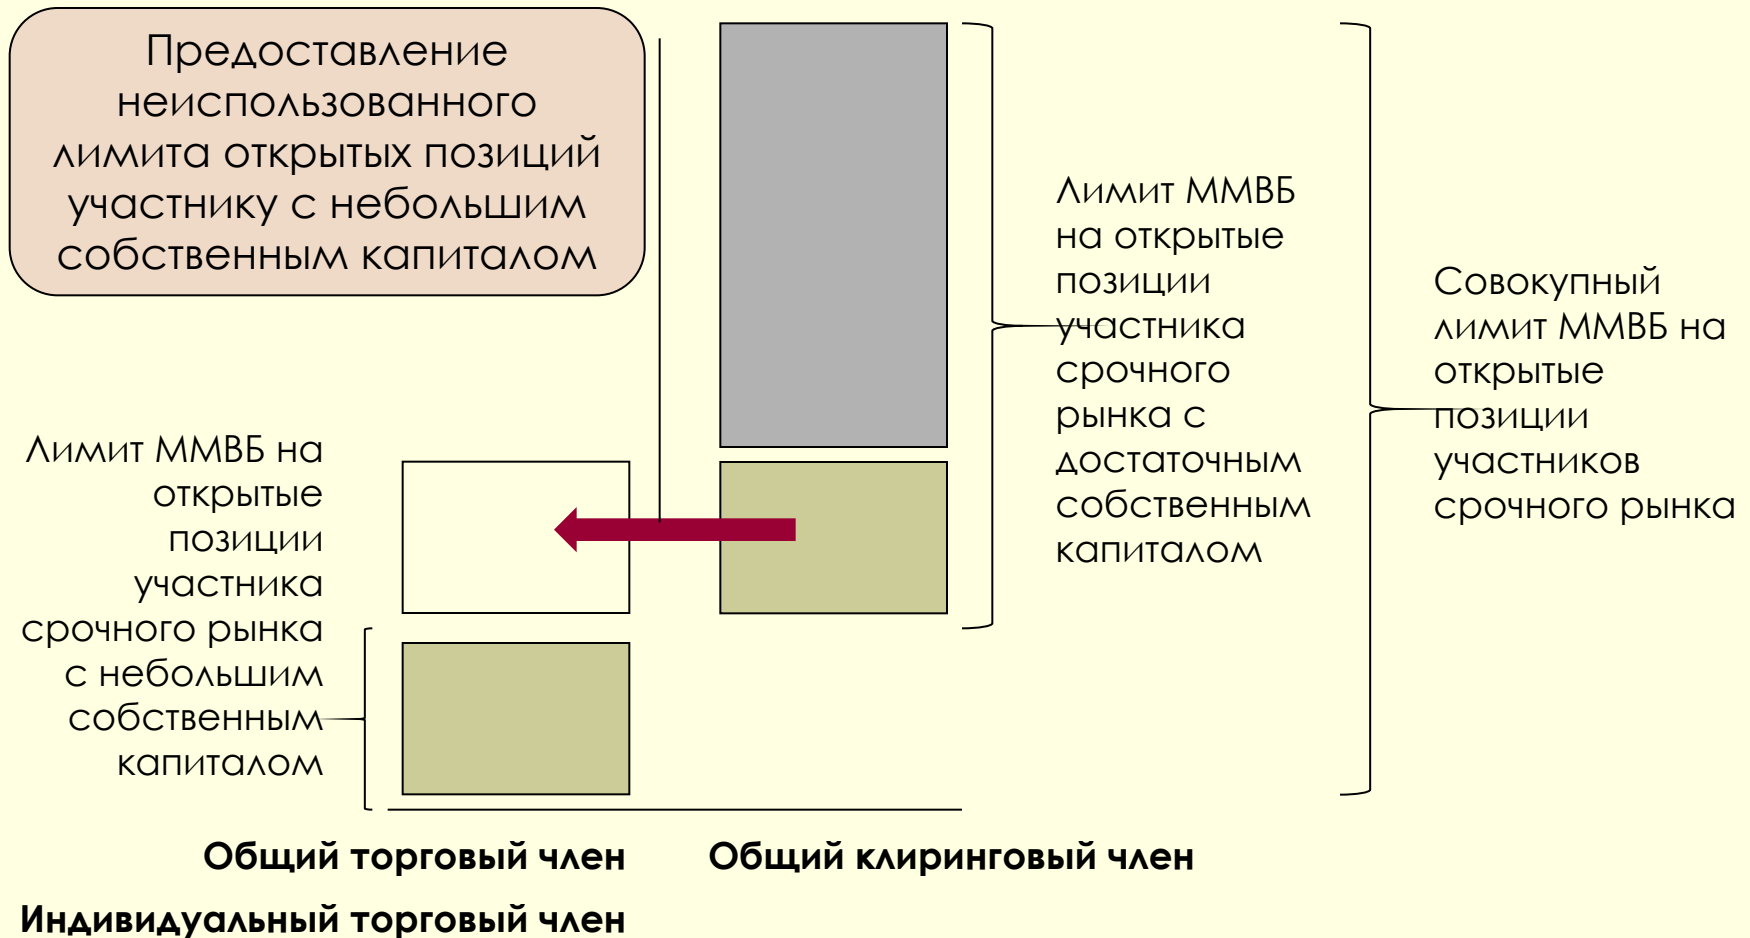 Предоставление
неиспользованного
лимита открытых позиций
участнику с небольшим
собственным капиталом
Лимит ММВБ на
открытые
позиции
участника
срочного рынка
с небольшим
собственным
капиталом
Лимит ММВБ
на открытые
позиции
участника
срочного
рынка с
достаточным
собственным
капиталом
Совокупный
лимит ММВБ на
открытые
позиции
участников
срочного рынка
Общий торговый член
Общий клиринговый член
Индивидуальный торговый член